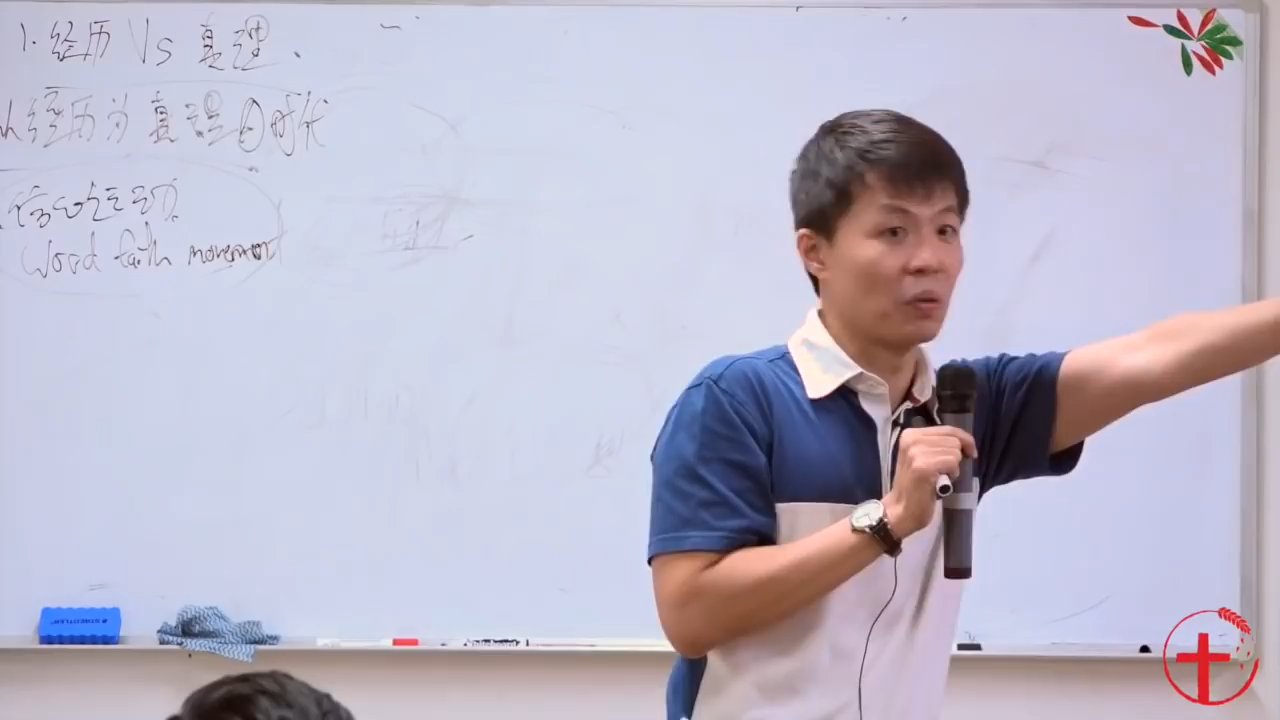 1. 经历 Vs 真理.
以经历为真理的时代
信心运动.
Word faith movement
STAEDTLER